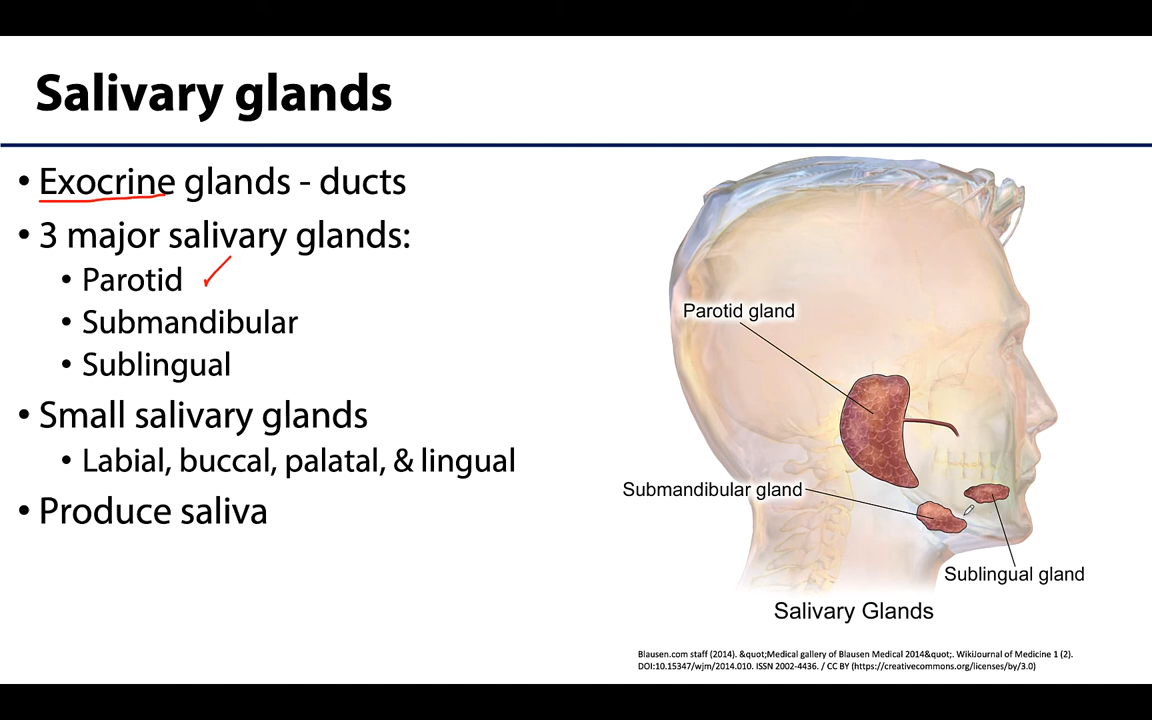 Salivary glands
• Exocrine glands - ducts
• 3 major salivary glands:
• Parotid
• Submandibular
• Sublingual
• Small salivary glands
• Labial, buccal, palatal, & lingual
• Produce saliva
Parotid gland
Submandibular gland
Sublingual gland
Salivary Glands
Blausen.com staff (2014). &quot;Medical gallery of Blausen Medical 2014&quot;. WikiJournal of Medicine 1 (2).
DOI:10.15347/wjm/2014.010. ISSN 2002-4436. / CC BY (https://creativecommons.org/licenses/by/3.0)